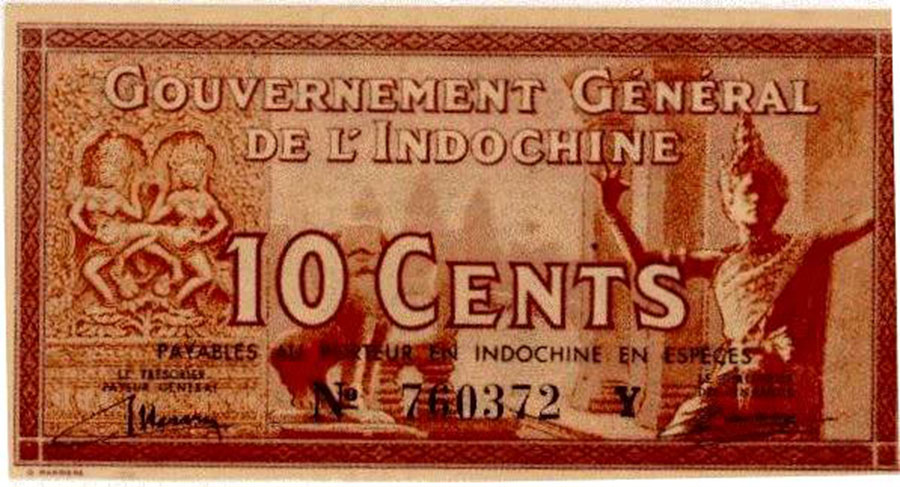 GOUVERNEMENT GÉNÉRAL
DE L'INDOCHINE
10 CENTS
PAYABLES AU PORTEUR EN INDOCHINE EN ESPÈCES
LE TRÉSORIER
PAYEUR GÉNÉRAL
Nº 760372 Y